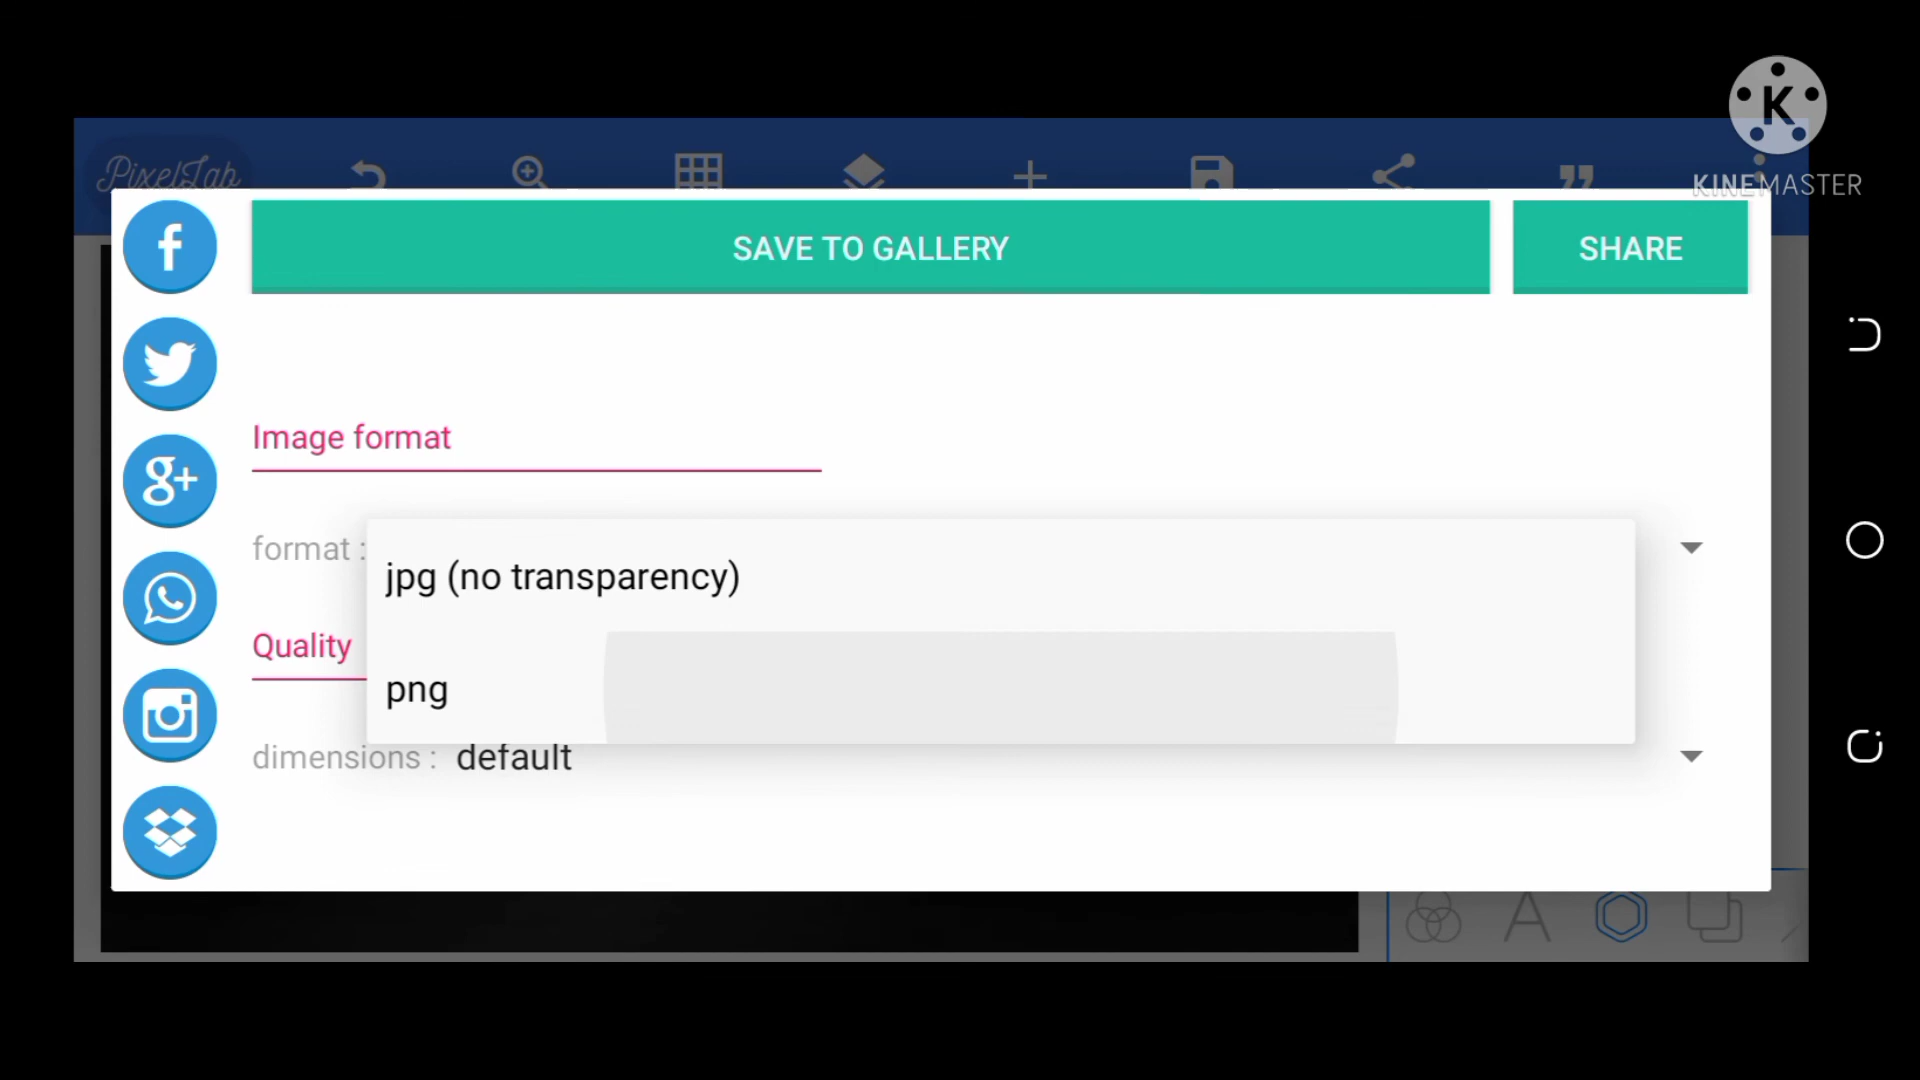 PixelLab
KINEMASTER
SAVE TO GALLERY
SHARE
Image format
format :
jpg (no transparency)
Quality
png
dimensions : default